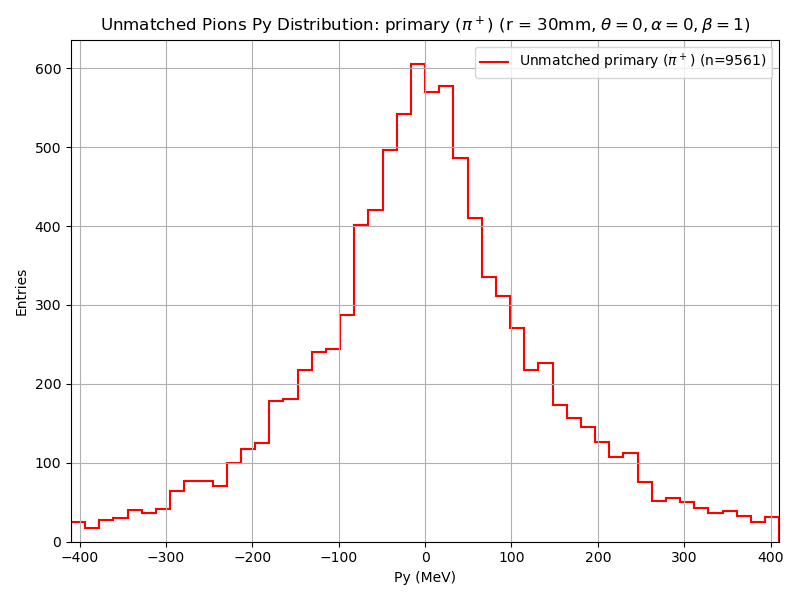 Unmatched Pions Py Distribution: primary (π⁺) (r = 30mm, θ = 0, α = 0, β = 1)
Unmatched primary (π⁺) (n=9561)
Entries
600
500
400
300
200
100
0
−400 −300 −200 −100 0 100 200 300 400
Py (MeV)